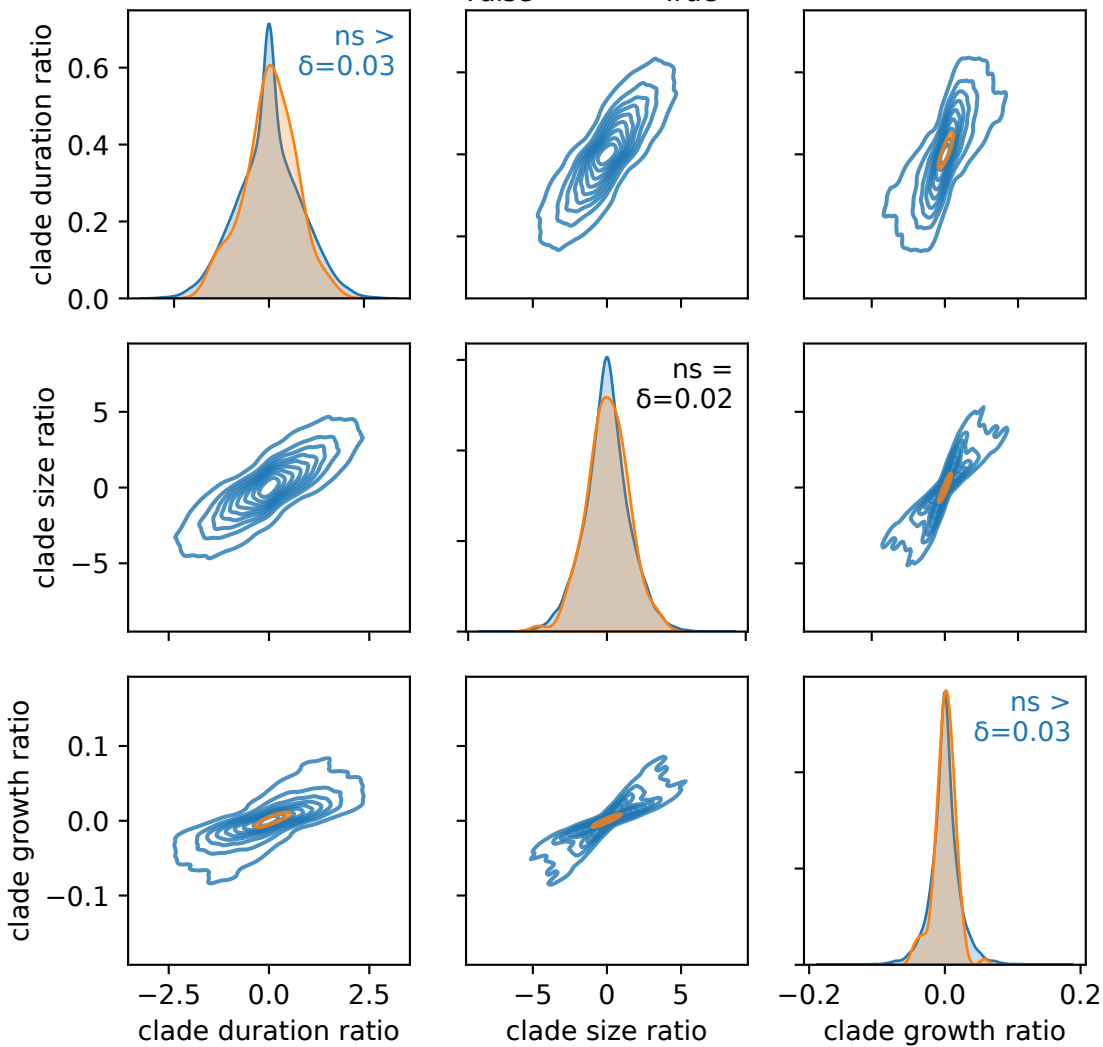 False True
clade duration ratio
0.6
0.4
0.2
0.0
ns >
δ=0.03
clade size ratio
5
0
−5
ns =
δ=0.02
clade growth ratio
0.1
0.0
−0.1
ns >
δ=0.03
−2.5 0.0 2.5
−5 0 5
−0.2 0.0 0.2
clade duration ratio
clade size ratio
clade growth ratio